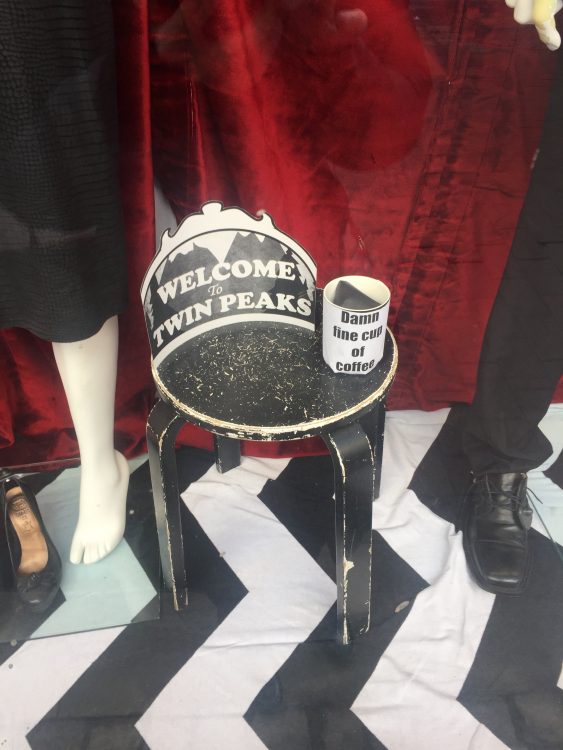 WELCOME
To
TWIN PEAKS
Damn
fine cup
of
coffee